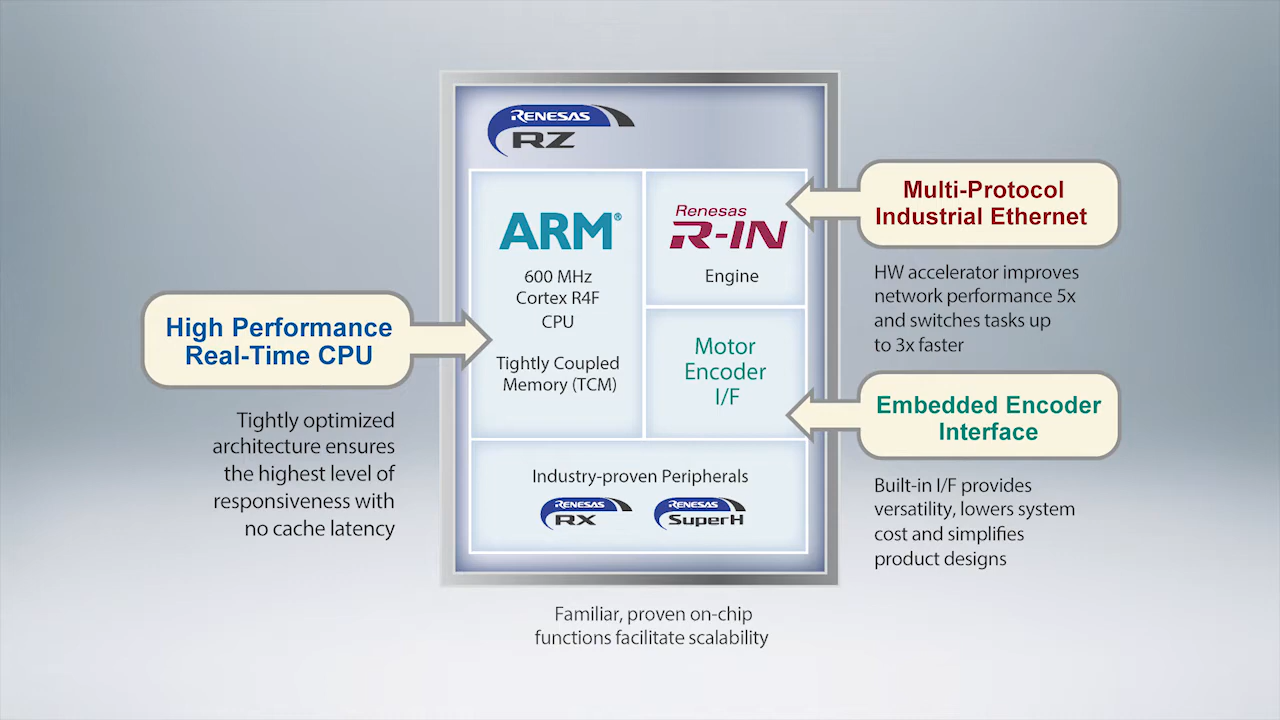 RENESAS
RZ
ARM®
600 MHz
Cortex R4F
CPU
Tightly Coupled
Memory (TCM)
Renesas
R-IN
Engine
Motor
Encoder
I/F
Industry-proven Peripherals
RENESAS
RX
RENESAS
SuperH
Familiar, proven on-chip
functions facilitate scalability
High Performance
Real-Time CPU
Tightly optimized
architecture ensures
the highest level of
responsiveness with
no cache latency
Multi-Protocol
Industrial Ethernet
HW accelerator improves
network performance 5x
and switches tasks up
to 3x faster
Embedded Encoder
Interface
Built-in I/F provides
versatility, lowers system
cost and simplifies
product designs